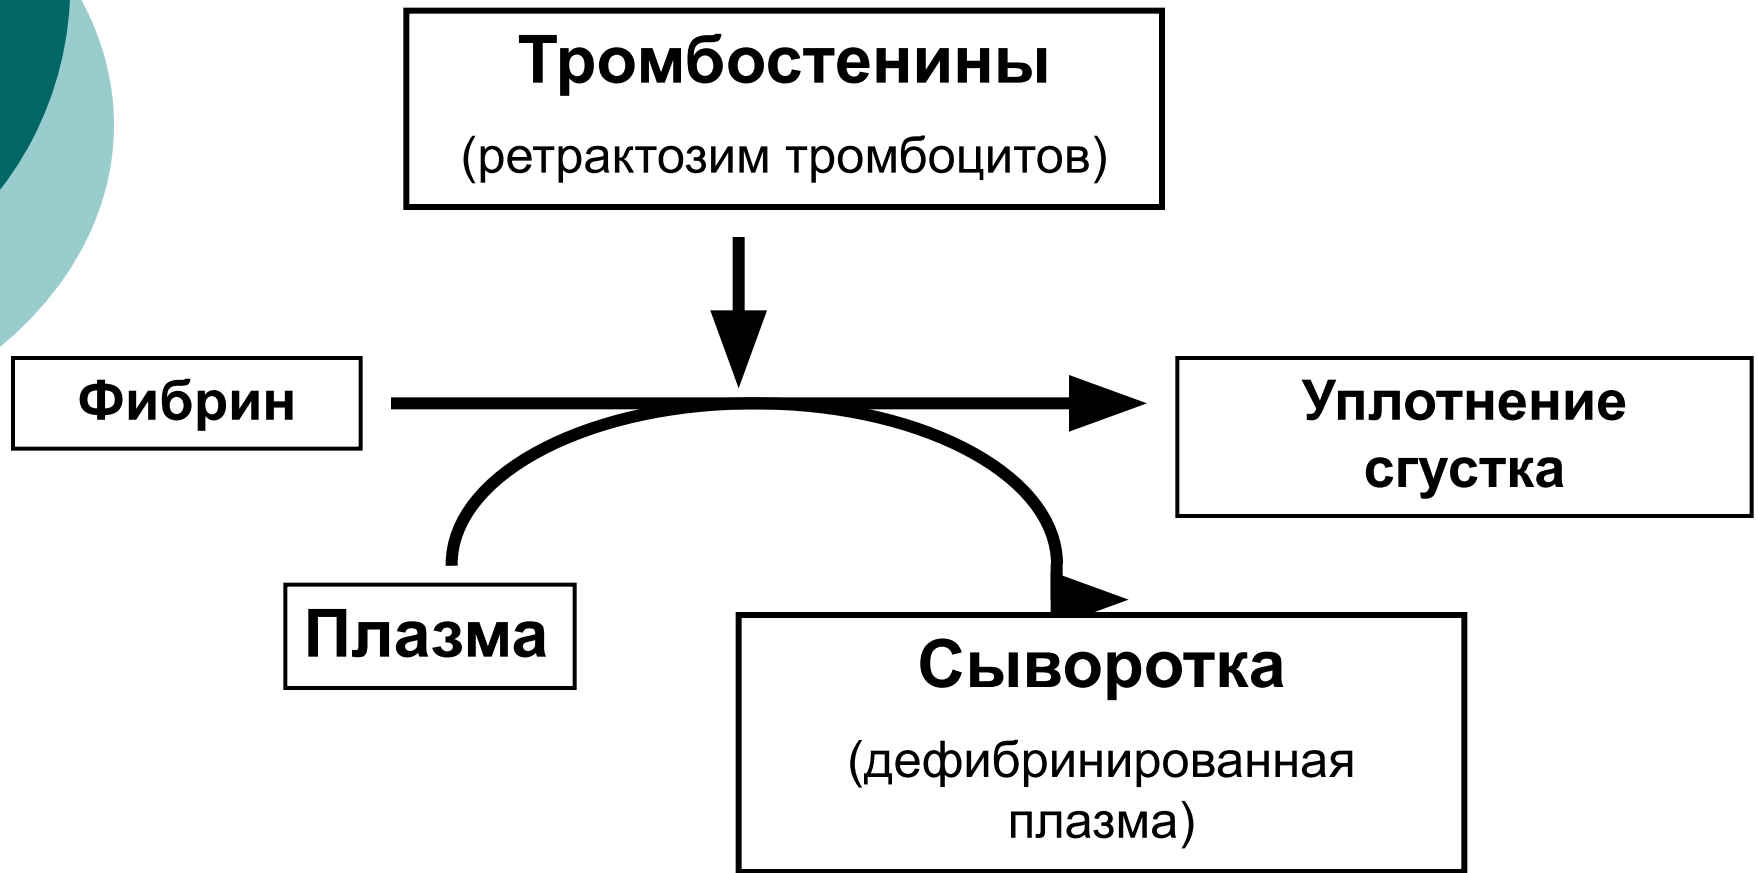 Тромбостенины
(ретрактозим тромбоцитов)
Фибрин
Уплотнение
сгустка
Плазма
Сыворотка
(дефибринированная
плазма)